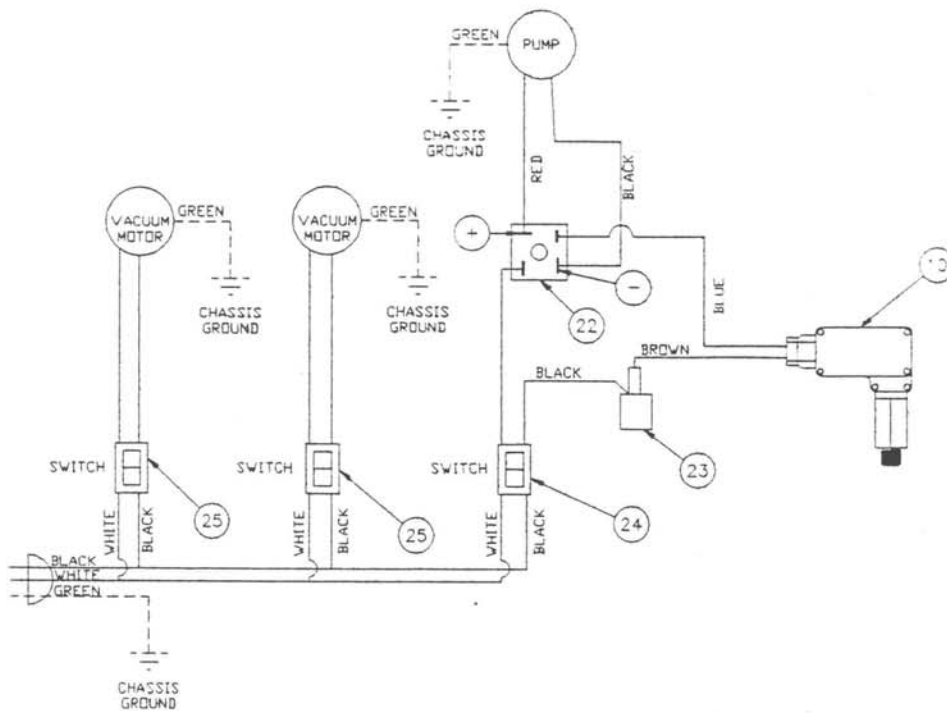 GREEN
PUMP
CHASSIS
GROUND
RED
BLACK
VACUUM
MOTOR
GREEN
VACUUM
MOTOR
GREEN
+
-
22
BLUE
CHASSIS
GROUND
CHASSIS
GROUND
BROWN
BLACK
23
SWITCH
25
SWITCH
25
SWITCH
24
WHITE
BLACK
WHITE
BLACK
WHITE
BLACK
BLACK
WHITE
GREEN
CHASSIS
GROUND